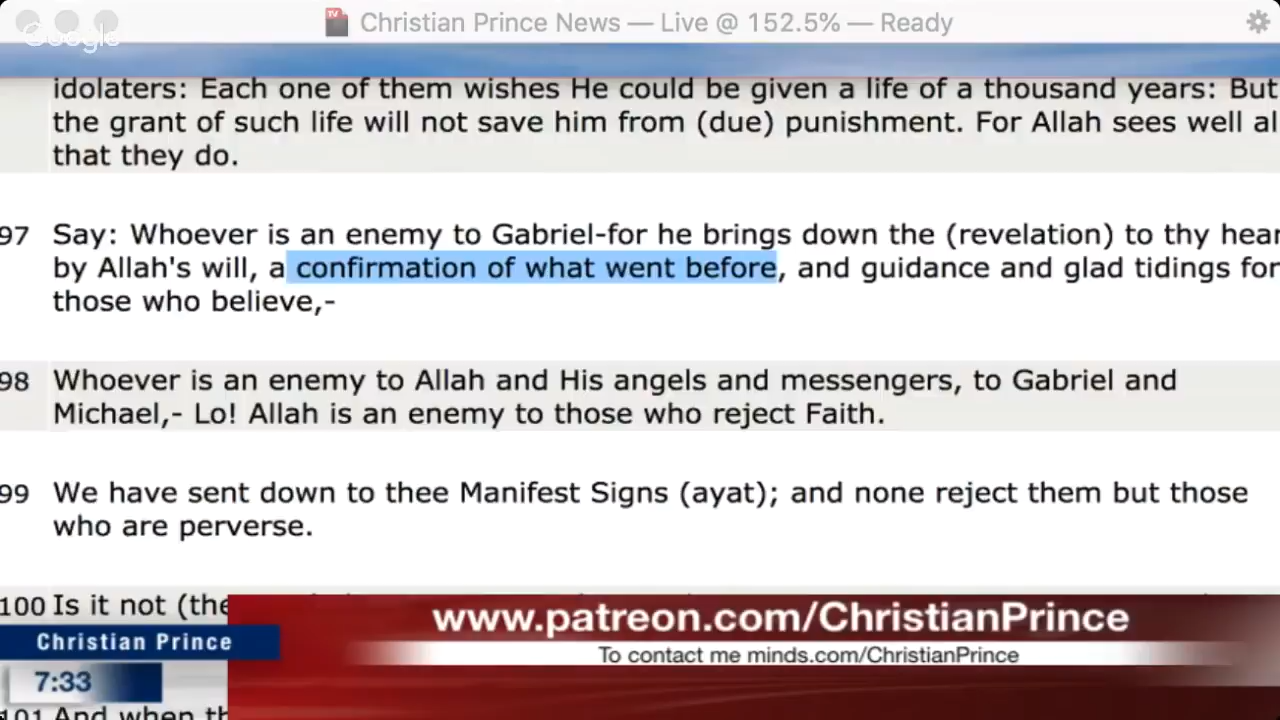 Christian Prince News — Live @ 152.5% — Ready
Google
idolaters: Each one of them wishes He could be given a life of a thousand years: But
the grant of such life will not save him from (due) punishment. For Allah sees well al
that they do.
97 Say: Whoever is an enemy to Gabriel-for he brings down the (revelation) to thy hear
by Allah's will, a confirmation of what went before, and guidance and glad tidings for
those who believe,-
98 Whoever is an enemy to Allah and His angels and messengers, to Gabriel and
Michael,- Lo! Allah is an enemy to those who reject Faith.
99 We have sent down to thee Manifest Signs (ayat); and none reject them but those
who are perverse.
100 Is it not (the
www.patreon.com/ChristianPrince
Christian Prince
To contact me minds.com/ChristianPrince
7:33
101 And when th